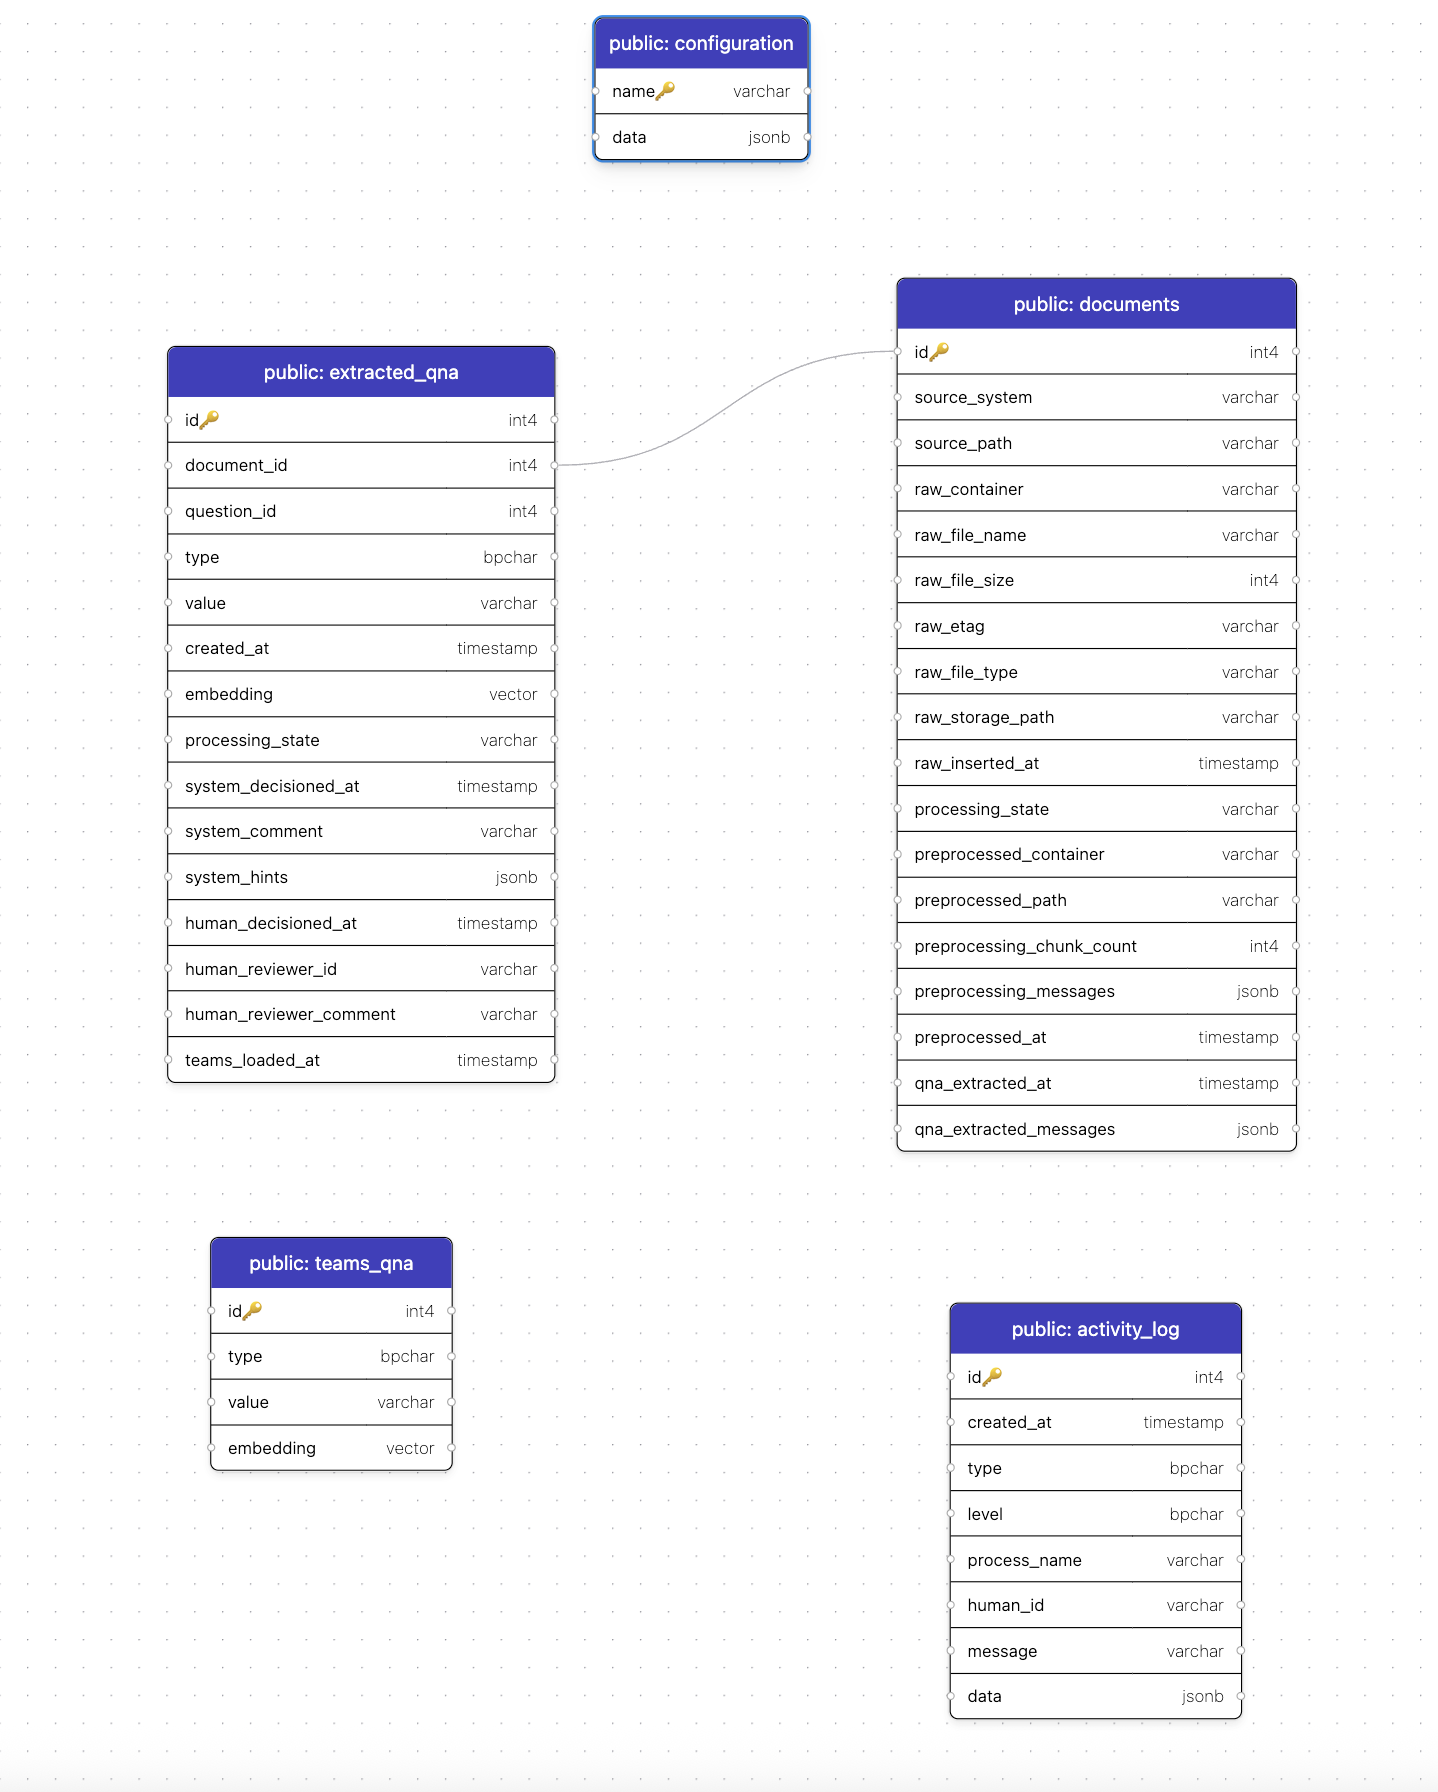 public: configuration
name🔑 varchar
data jsonb
public: documents
id🔑 int4
source_system varchar
source_path varchar
raw_container varchar
raw_file_name varchar
raw_file_size int4
raw_etag varchar
raw_file_type varchar
raw_storage_path varchar
raw_inserted_at timestamp
processing_state varchar
preprocessed_container varchar
preprocessed_path varchar
preprocessing_chunk_count int4
preprocessing_messages jsonb
preprocessed_at timestamp
qna_extracted_at timestamp
qna_extracted_messages jsonb
public: extracted_qna
id🔑 int4
document_id int4
question_id int4
type bpchar
value varchar
created_at timestamp
embedding vector
processing_state varchar
system_decisioned_at timestamp
system_comment varchar
system_hints jsonb
human_decisioned_at timestamp
human_reviewer_id varchar
human_reviewer_comment varchar
teams_loaded_at timestamp
public: teams_qna
id🔑 int4
type bpchar
value varchar
embedding vector
public: activity_log
id🔑 int4
created_at timestamp
type bpchar
level bpchar
process_name varchar
human_id varchar
message varchar
data jsonb